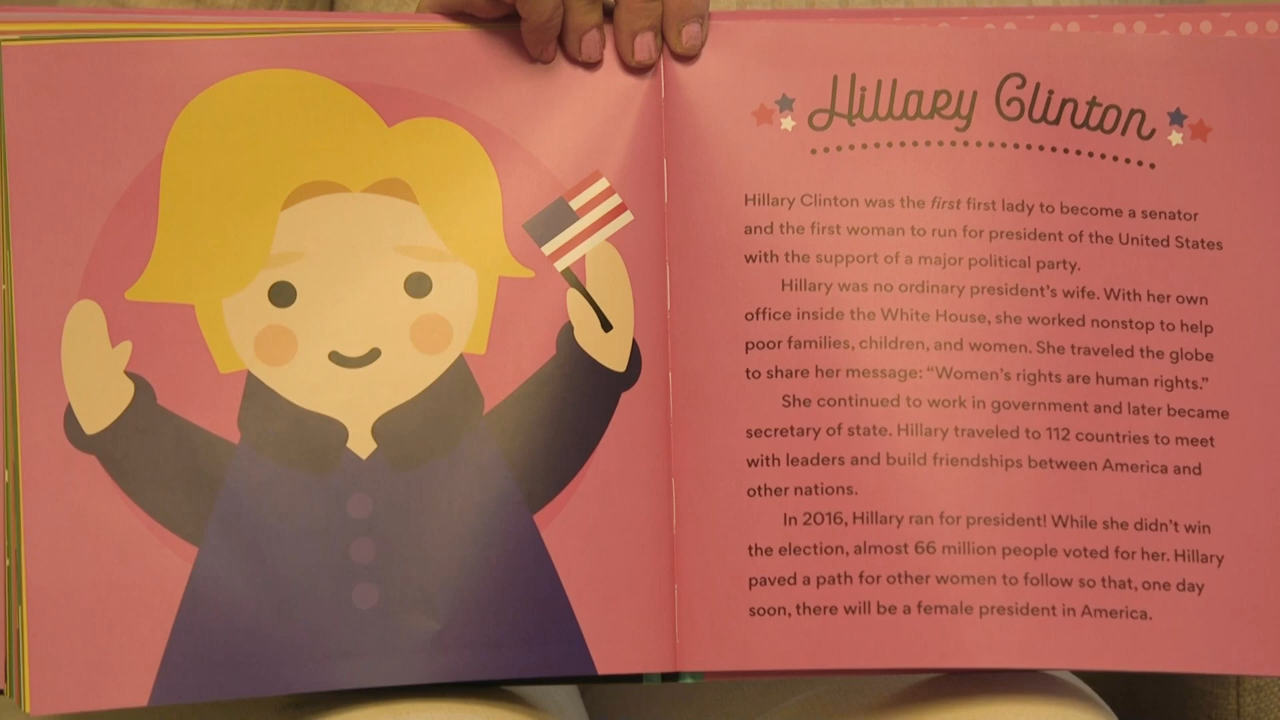 Hillary Clinton
Hillary Clinton was the first first lady to become a senator
and the first woman to run for president of the United States
with the support of a major political party.
Hillary was no ordinary president's wife. With her own
office inside the White House, she worked nonstop to help
poor families, children, and women. She traveled the globe
to share her message: “Women's rights are human rights.”
She continued to work in government and later became
secretary of state. Hillary traveled to 112 countries to meet
with leaders and build friendships between America and
other nations.
In 2016, Hillary ran for president! While she didn't win
the election, almost 66 million people voted for her. Hillary
paved a path for other women to follow so that, one day
soon, there will be a female president in America.